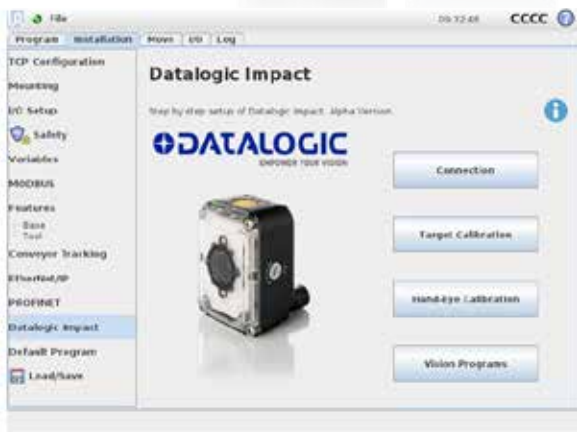 File
09:32:48
CCCC
?
Program Installation Move I/O Log
TCP Configuration
Mounting
I/O Setup
Safety
Variables
MODBUS
Features
Base
Tool
Conveyor Tracking
EtherNet/IP
PROFINET
Datalogic Impact
Default Program
Load/Save
Datalogic Impact
Step by step setup of Datalogic Impact. Alpha Version.
i
DATALOGIC
EMPOWER YOUR VISION
Connection
Target Calibration
Hand-Eye Calibration
Vision Programs